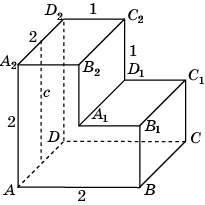 D₂ 1 C₂
2
A₂ B₂ 1 D₁ C₁
c
2 A₁ B₁
D C
A 2 B